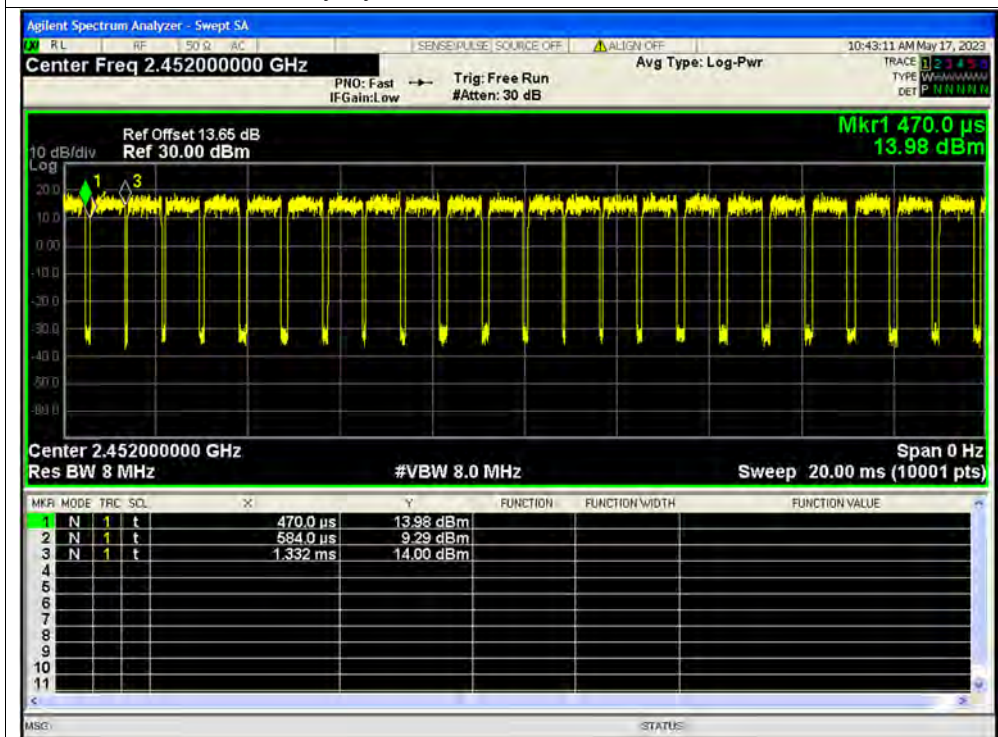 Agilent Spectrum Analyzer - Swept SA
RL RF 50 Ω AC SENSE:PULSE SOURCE OFF ALIGN OFF 10:43:11 AM May 17, 2023
Center Freq 2.452000000 GHz Avg Type: Log-Pwr TRACE 1 2 3 4 5 6
PNO: Fast Trig: Free Run TYPE
IFGain:Low #Atten: 30 dB DET P N N N N N
Mkr1 470.0 µs
Ref Offset 13.65 dB
10 dB/div Ref 30.00 dBm 13.98 dBm
Log
1 3
20.0
10.0
0.00
-10.0
-20.0
-30.0
-40.0
-50.0
-60.0
Center 2.452000000 GHz Span 0 Hz
Res BW 8 MHz #VBW 8.0 MHz Sweep 20.00 ms (10001 pts)
MKR MODE TRC SCL X Y FUNCTION FUNCTION WIDTH FUNCTION VALUE
1 N 1 t 470.0 µs 13.98 dBm
2 N 1 t 584.0 µs 9.29 dBm
3 N 1 t 1.332 ms 14.00 dBm
4
5
6
7
8
9
10
11
MSG STATUS